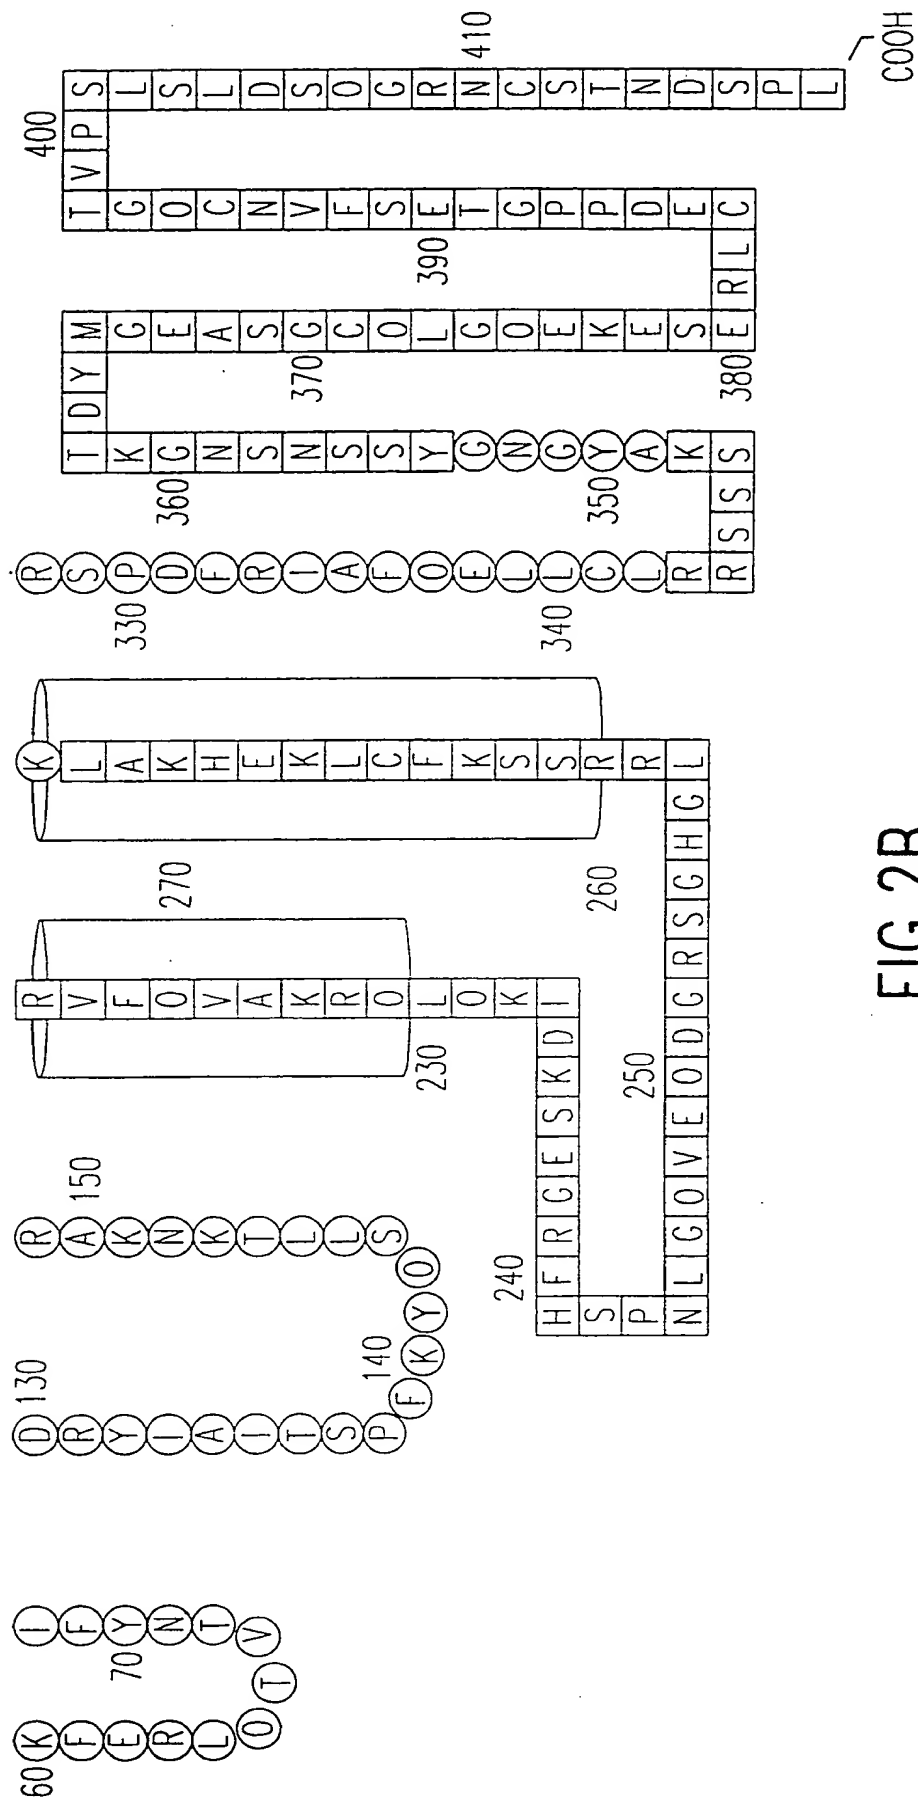 60 K F E R L O T V T N Y F I
70
130 D R Y I A I T S P F K Y O S L L T K N K A R
140
150
R V F O V A K R O L O K I
230
D K S E G R F H
240
S P N
L G O V E O D G R S G H G L
250
R R S S K F C L K E H K A L K
260
270
R S P D F R I A F O E L L C L R R
330
340
S S S
K A Y G N G Y S S N S N G K T
350
360
D Y M
G E A S G C O L G O E K E S E
370
380
R L C
E D P P G T E S F V N C O G T
390
V P S
400
L S L D S O G R N C S T N D S P L
410
COOH
FIG. 2B